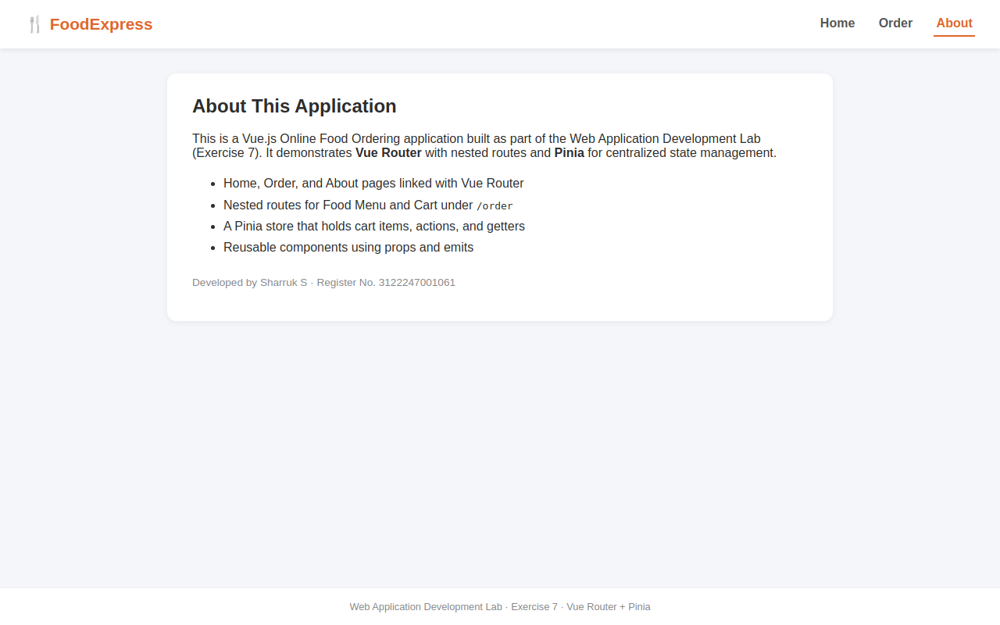 FoodExpress
Home Order About
About This Application
This is a Vue.js Online Food Ordering application built as part of the Web Application Development Lab
(Exercise 7). It demonstrates Vue Router with nested routes and Pinia for centralized state management.
Home, Order, and About pages linked with Vue Router
Nested routes for Food Menu and Cart under /order
A Pinia store that holds cart items, actions, and getters
Reusable components using props and emits
Developed by Sharruk S · Register No. 3122247001061
Web Application Development Lab · Exercise 7 · Vue Router + Pinia